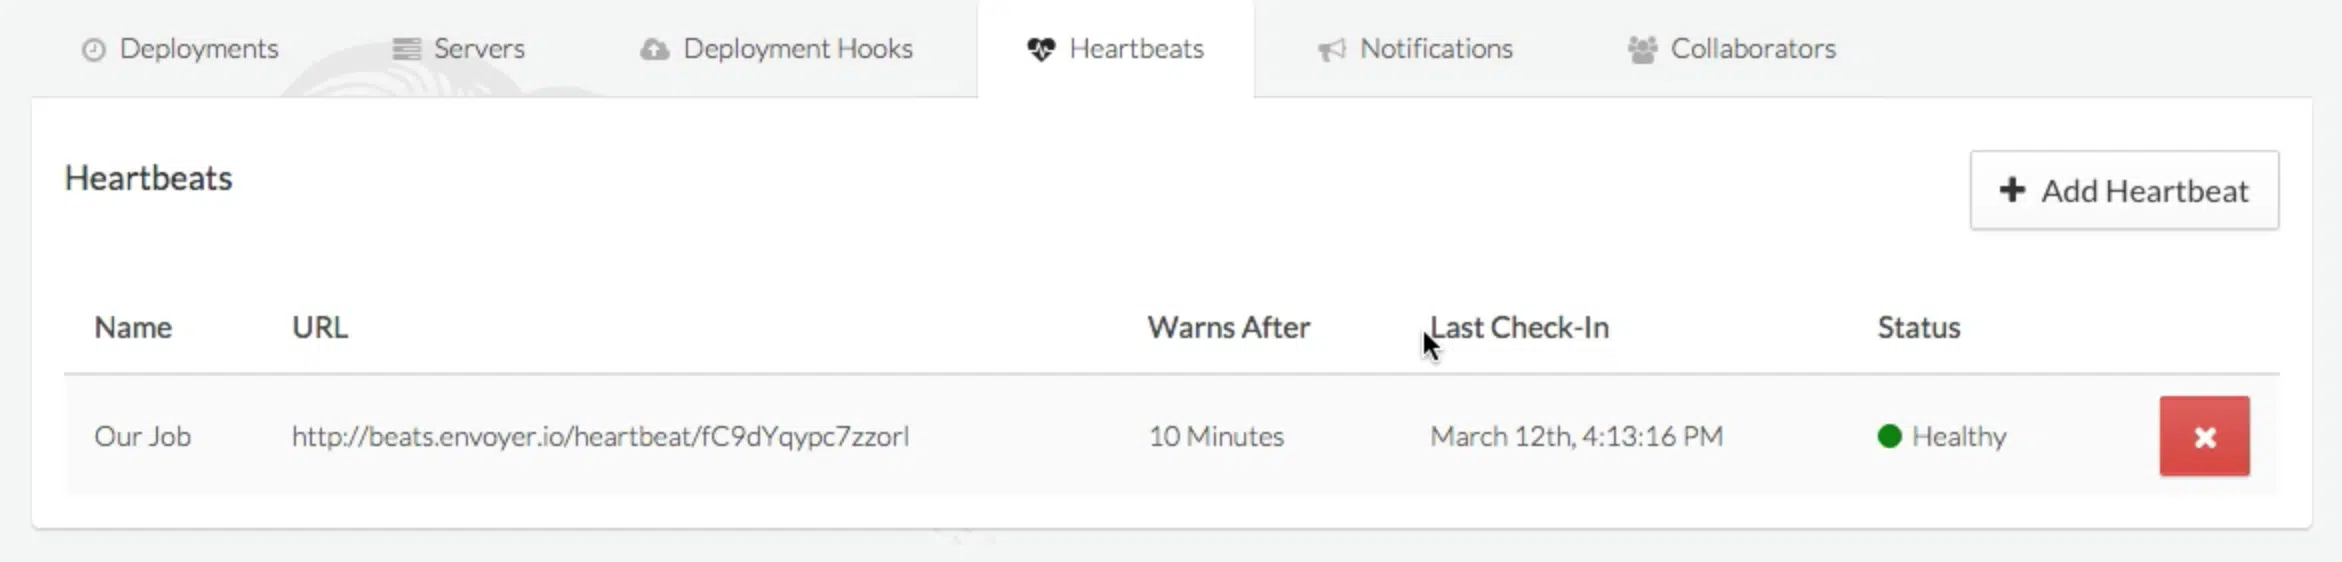 Deployments Servers Deployment Hooks Heartbeats Notifications Collaborators
Heartbeats
Add Heartbeat
Name URL Warns After Last Check-In Status
Our Job http://beats.envoyer.io/heartbeat/fC9dYqypc7zzorl 10 Minutes March 12th, 4:13:16 PM Healthy